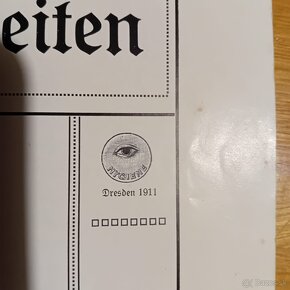 eiten
HYGIENE
Dresden 1911